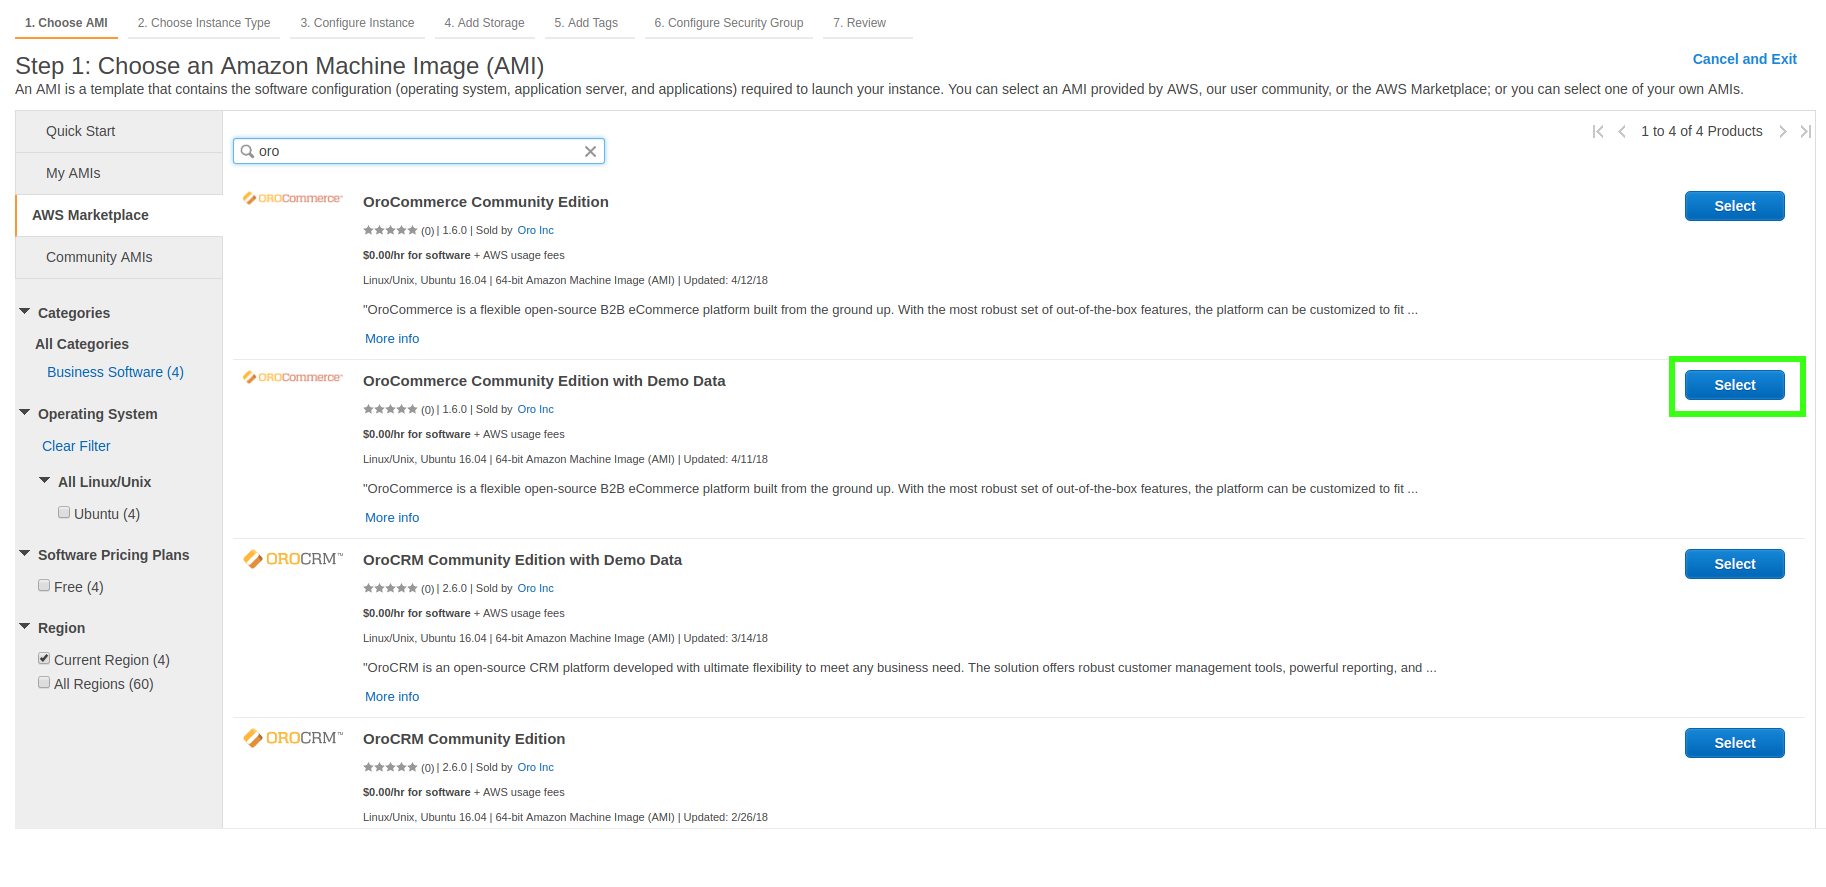 1. Choose AMI 2. Choose Instance Type 3. Configure Instance 4. Add Storage 5. Add Tags 6. Configure Security Group 7. Review
Step 1: Choose an Amazon Machine Image (AMI)
Cancel and Exit
An AMI is a template that contains the software configuration (operating system, application server, and applications) required to launch your instance. You can select an AMI provided by AWS, our user community, or the AWS Marketplace; or you can select one of your own AMIs.
Quick Start
My AMIs
AWS Marketplace
Community AMIs
Categories
All Categories
Business Software (4)
Operating System
Clear Filter
All Linux/Unix
Ubuntu (4)
Software Pricing Plans
Free (4)
Region
Current Region (4)
All Regions (60)
oro
1 to 4 of 4 Products
OROCommerce™
OroCommerce Community Edition
Select
(0) | 1.6.0 | Sold by Oro Inc
$0.00/hr for software + AWS usage fees
Linux/Unix, Ubuntu 16.04 | 64-bit Amazon Machine Image (AMI) | Updated: 4/12/18
"OroCommerce is a flexible open-source B2B eCommerce platform built from the ground up. With the most robust set of out-of-the-box features, the platform can be customized to fit ...
More info
OROCommerce™
OroCommerce Community Edition with Demo Data
Select
(0) | 1.6.0 | Sold by Oro Inc
$0.00/hr for software + AWS usage fees
Linux/Unix, Ubuntu 16.04 | 64-bit Amazon Machine Image (AMI) | Updated: 4/11/18
"OroCommerce is a flexible open-source B2B eCommerce platform built from the ground up. With the most robust set of out-of-the-box features, the platform can be customized to fit ...
More info
OROCRM™
OroCRM Community Edition with Demo Data
Select
(0) | 2.6.0 | Sold by Oro Inc
$0.00/hr for software + AWS usage fees
Linux/Unix, Ubuntu 16.04 | 64-bit Amazon Machine Image (AMI) | Updated: 3/14/18
"OroCRM is an open-source CRM platform developed with ultimate flexibility to meet any business need. The solution offers robust customer management tools, powerful reporting, and ...
More info
OROCRM™
OroCRM Community Edition
Select
(0) | 2.6.0 | Sold by Oro Inc
$0.00/hr for software + AWS usage fees
Linux/Unix, Ubuntu 16.04 | 64-bit Amazon Machine Image (AMI) | Updated: 2/26/18